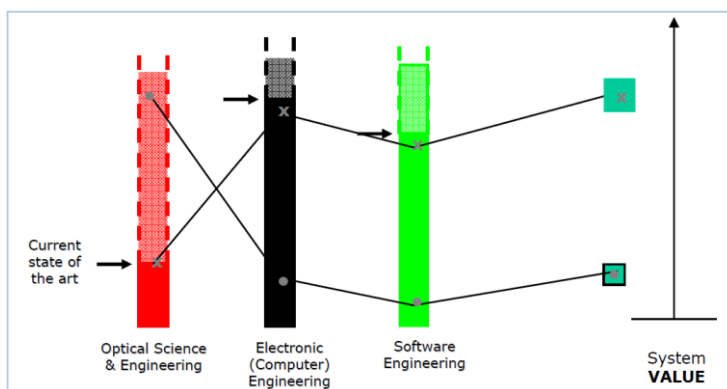 Current
state of
the art
Optical Science
& Engineering
Electronic
(Computer)
Engineering
Software
Engineering
System
VALUE